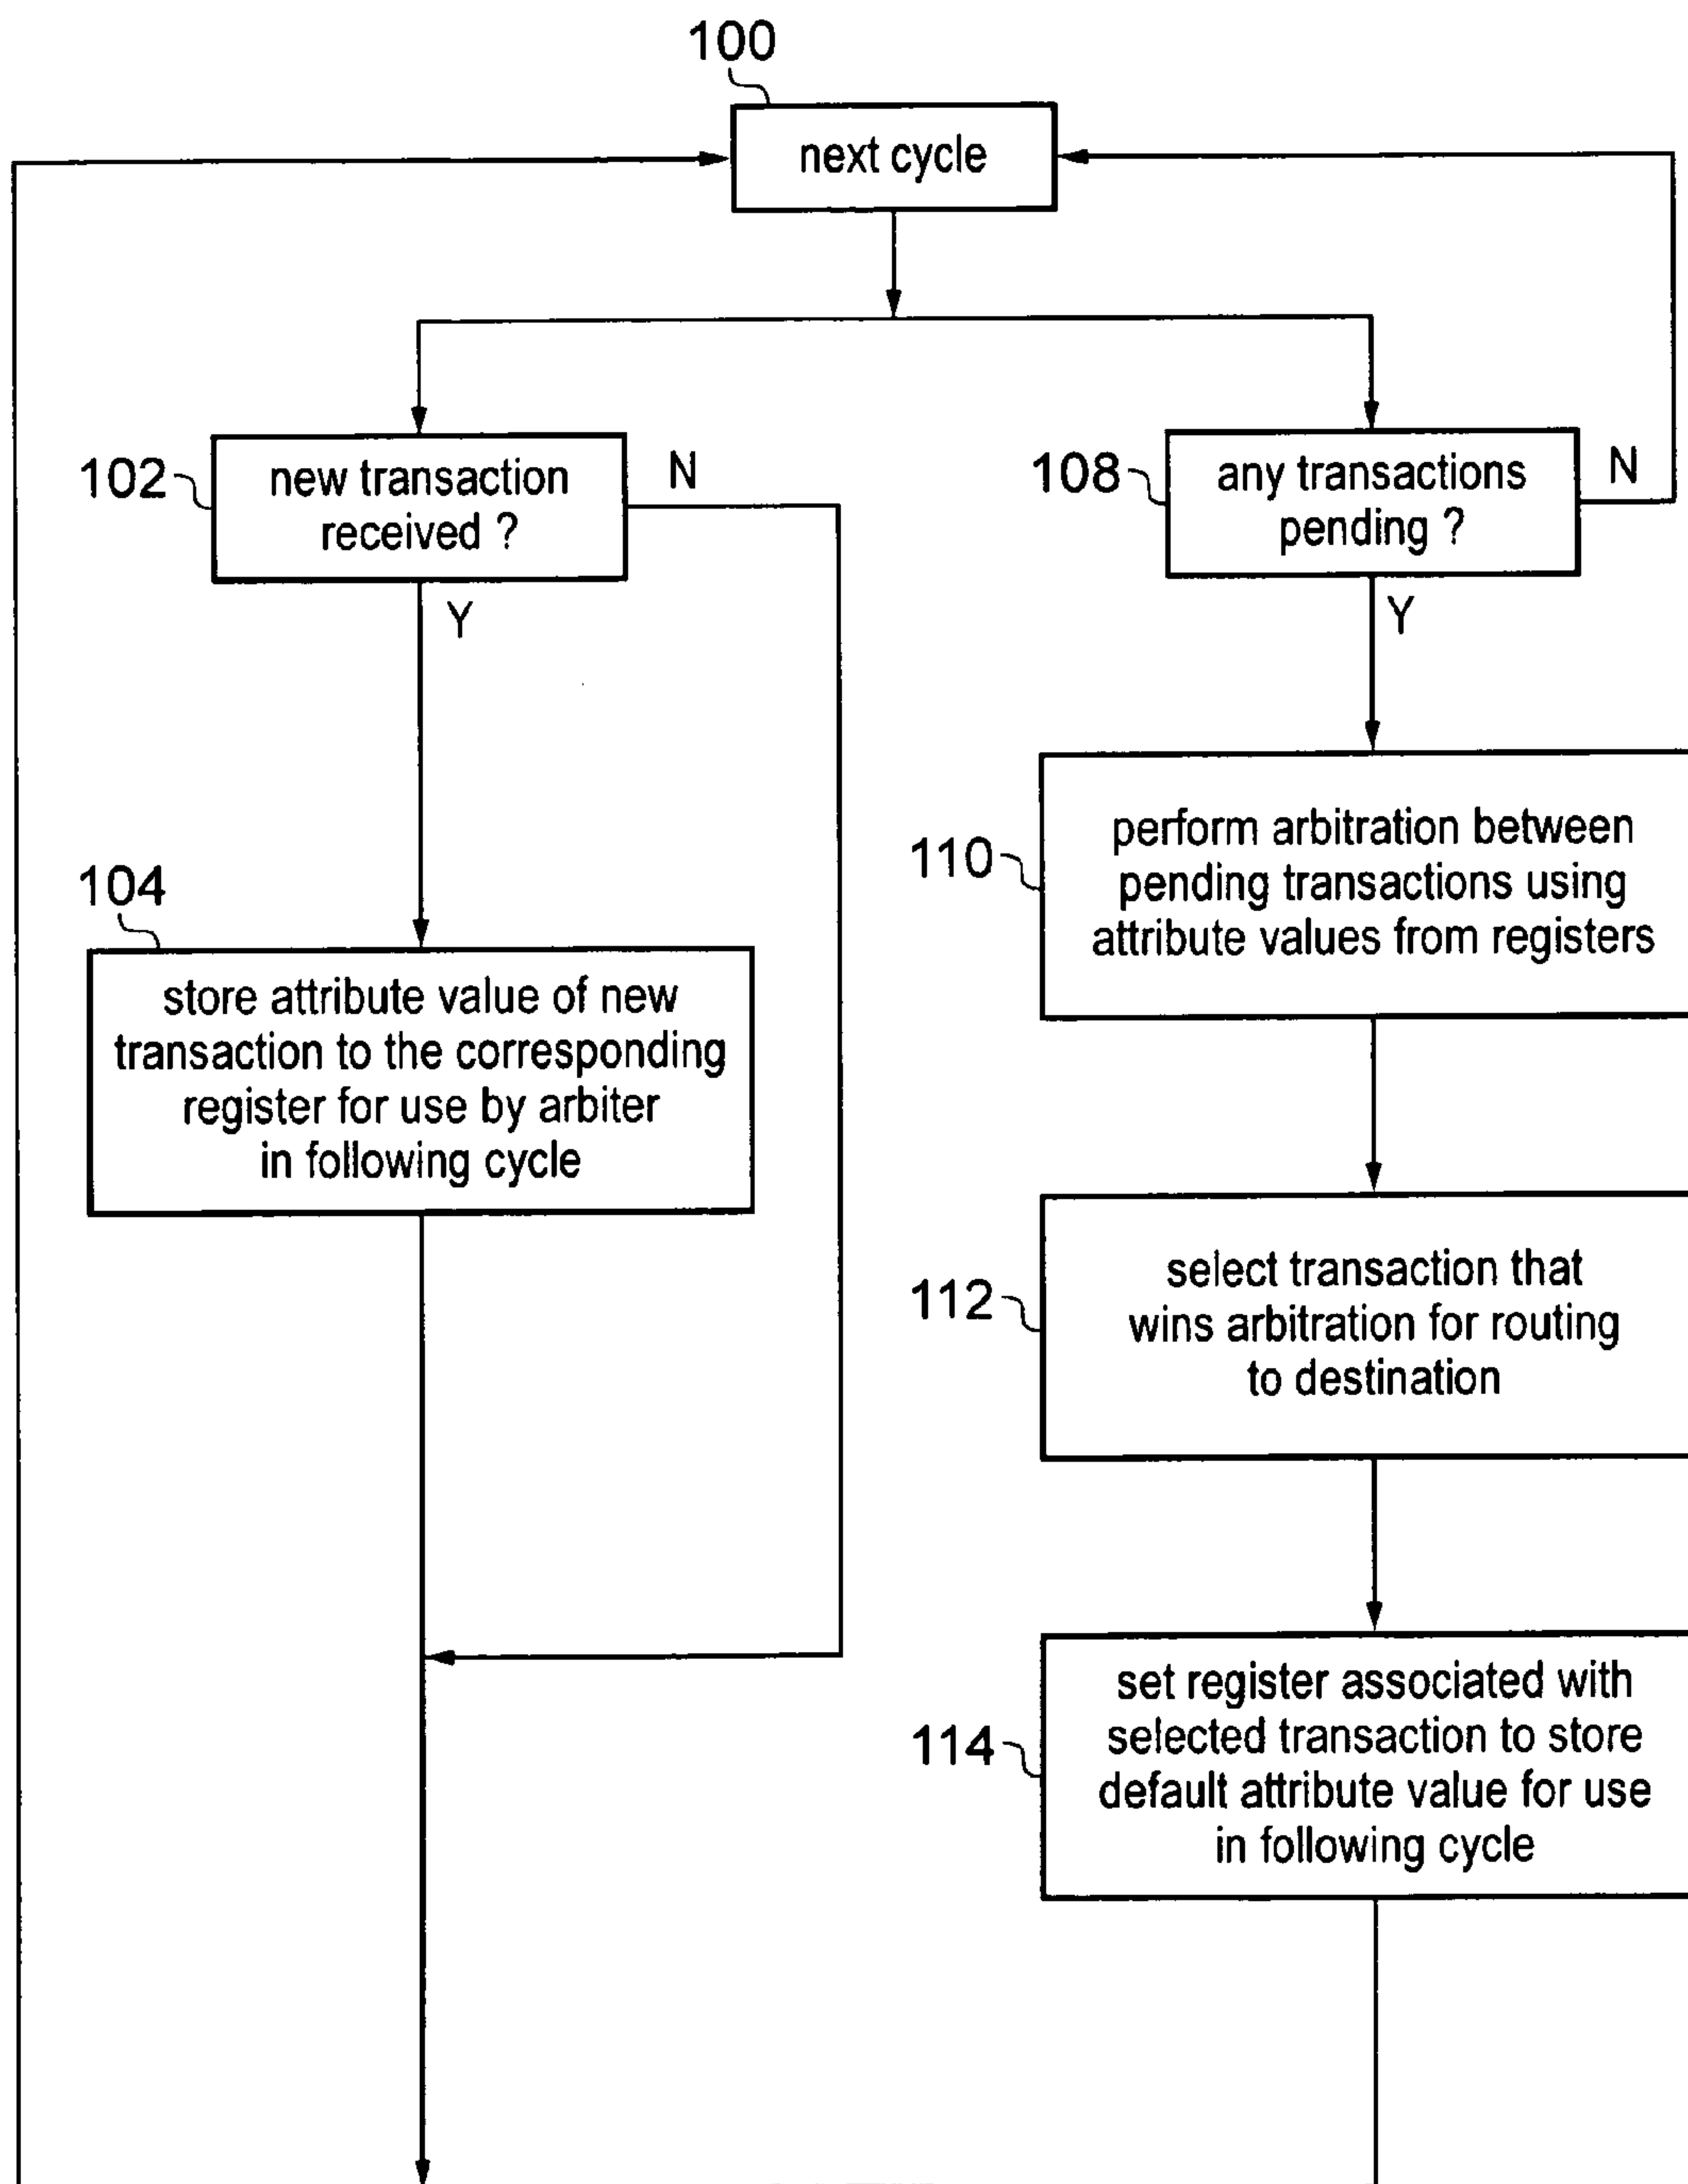 100
next cycle
102
new transaction
received ?
N
Y
108
any transactions
pending ?
N
Y
104
store attribute value of new
transaction to the corresponding
register for use by arbiter
in following cycle
110
perform arbitration between
pending transactions using
attribute values from registers
112
select transaction that
wins arbitration for routing
to destination
114
set register associated with
selected transaction to store
default attribute value for use
in following cycle